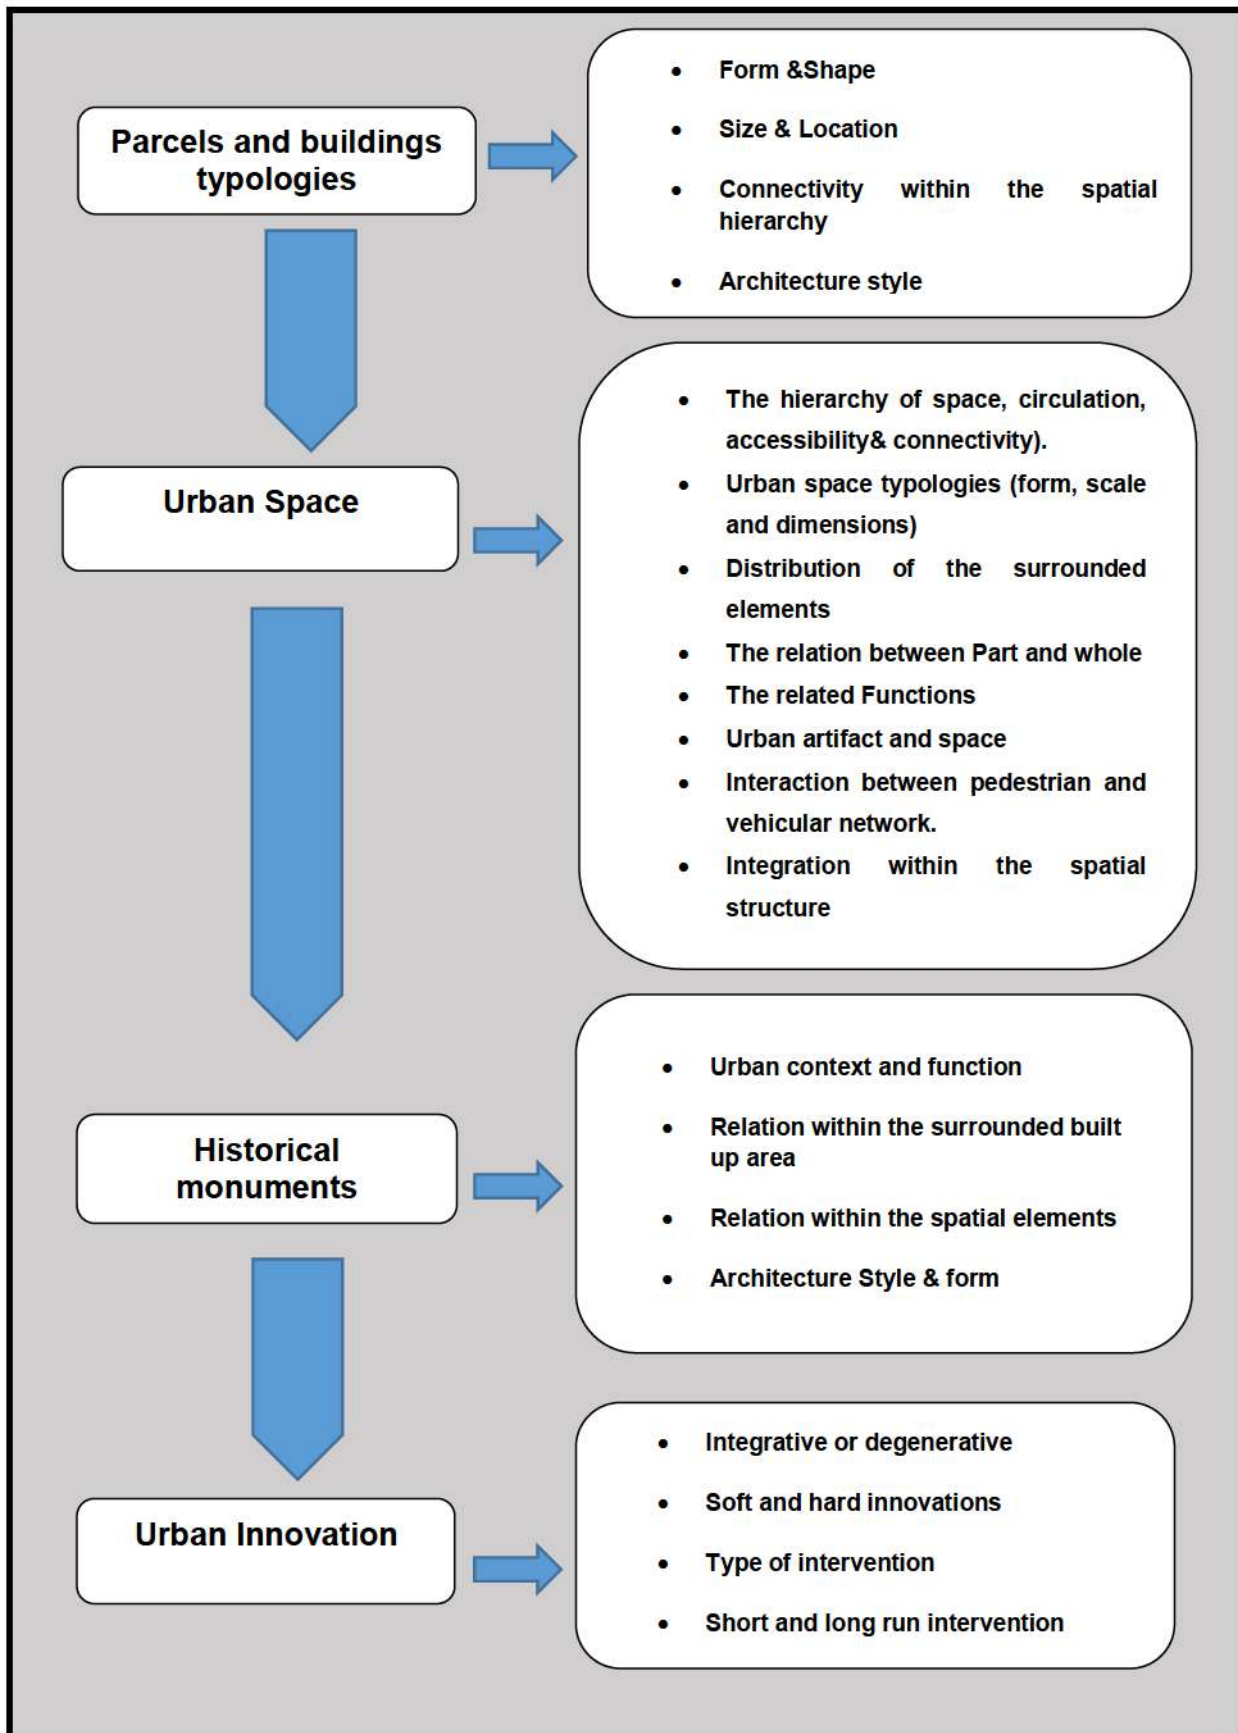 Parcels and buildings
typologies
• Form &Shape
• Size & Location
• Connectivity within the spatial
hierarchy
• Architecture style
Urban Space
• The hierarchy of space, circulation,
accessibility& connectivity).
• Urban space typologies (form, scale
and dimensions)
• Distribution of the surrounded
elements
• The relation between Part and whole
• The related Functions
• Urban artifact and space
• Interaction between pedestrian and
vehicular network.
• Integration within the spatial
structure
Historical
monuments
• Urban context and function
• Relation within the surrounded built
up area
• Relation within the spatial elements
• Architecture Style & form
Urban Innovation
• Integrative or degenerative
• Soft and hard innovations
• Type of intervention
• Short and long run intervention